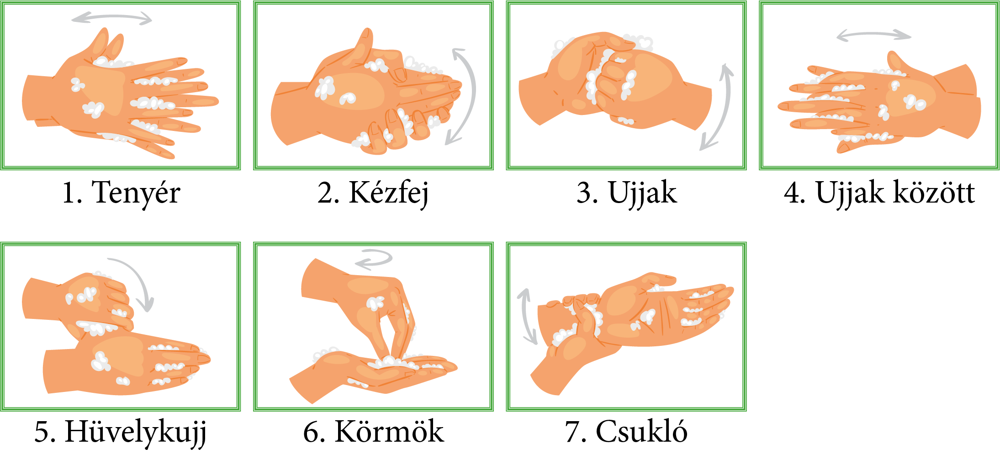 1. Tenyér
2. Kézfej
3. Ujjak
4. Ujjak között
5. Hüvelykujj
6. Körmök
7. Csukló